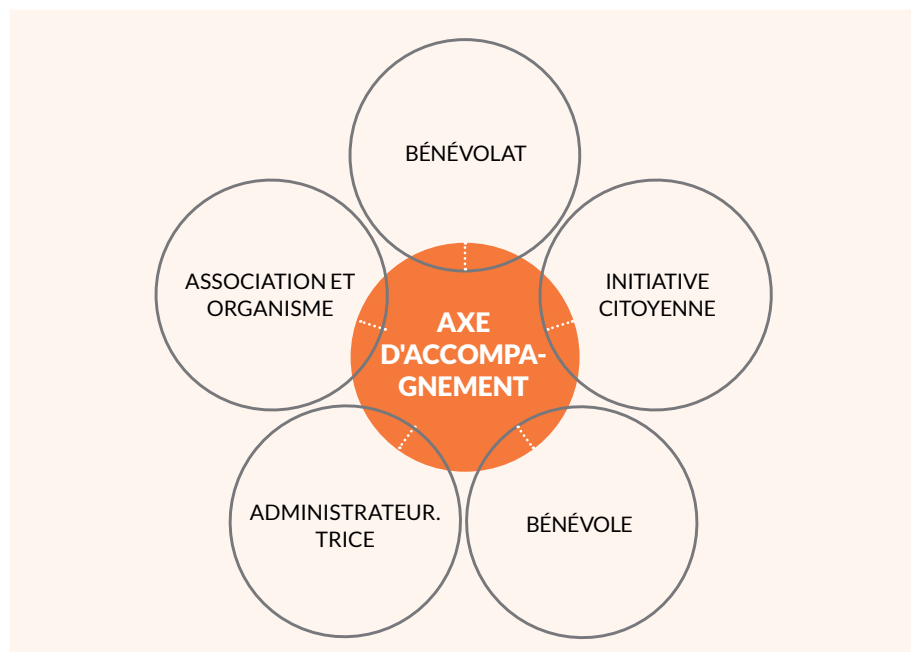 BÉNÉVOLAT
ASSOCIATION ET
ORGANISME
INITIATIVE
CITOYENNE
AXE
D'ACCOMPA-
GNEMENT
ADMINISTRATEUR.
TRICE
BÉNÉVOLE